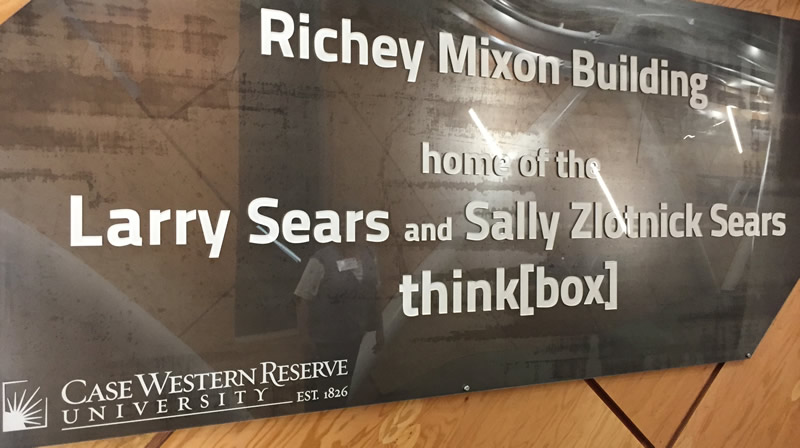 Richey Mixon Building
home of the
Larry Sears and Sally Zlotnick Sears
think[box]
CASE WESTERN RESERVE
UNIVERSITY EST. 1826